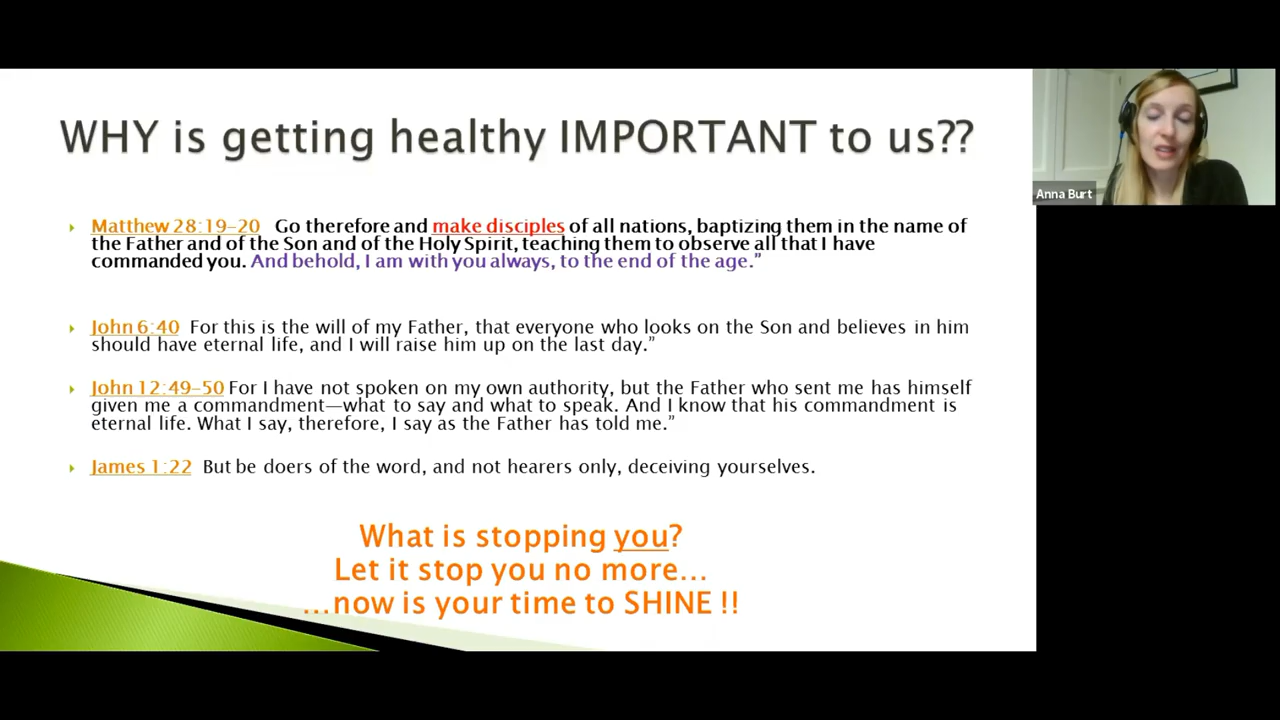 WHY is getting healthy IMPORTANT to us??
Anna Burt
Matthew 28:19-20 Go therefore and make disciples of all nations, baptizing them in the name of
the Father and of the Son and of the Holy Spirit, teaching them to observe all that I have
commanded you. And behold, I am with you always, to the end of the age.”
John 6:40 For this is the will of my Father, that everyone who looks on the Son and believes in him
should have eternal life, and I will raise him up on the last day.”
John 12:49-50 For I have not spoken on my own authority, but the Father who sent me has himself
given me a commandment—what to say and what to speak. And I know that his commandment is
eternal life. What I say, therefore, I say as the Father has told me.”
James 1:22 But be doers of the word, and not hearers only, deceiving yourselves.
What is stopping you?
Let it stop you no more...
...now is your time to SHINE !!